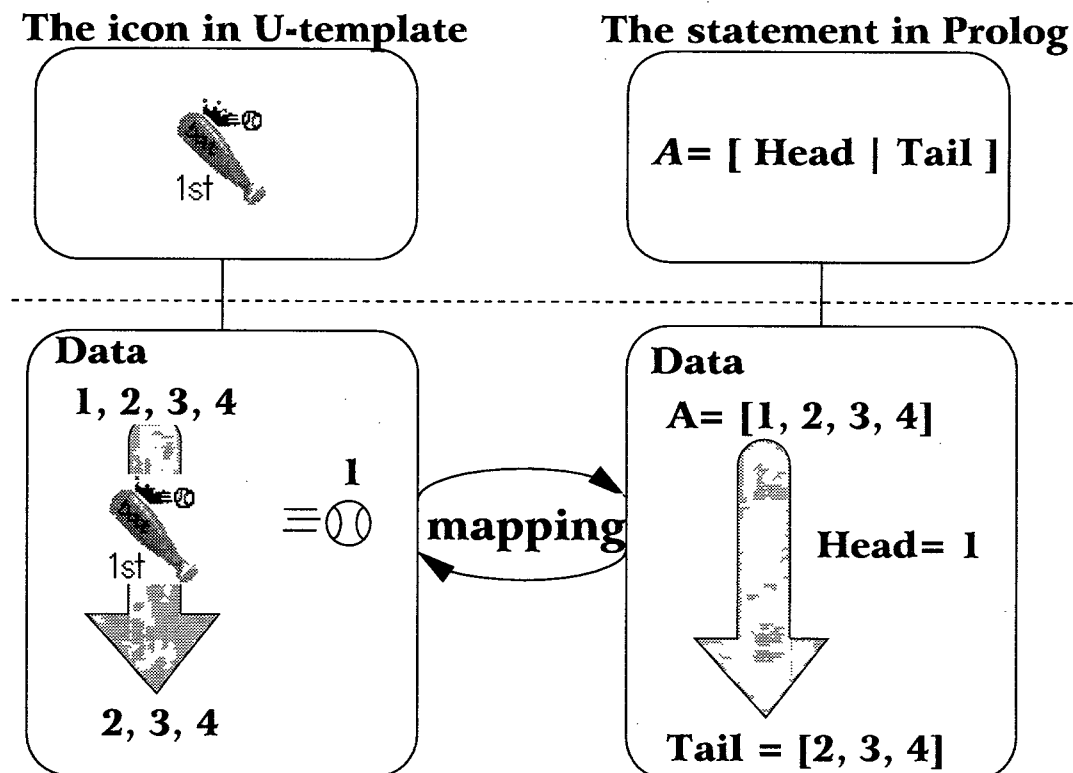 The icon in U-template
The statement in Prolog
1st
A= [ Head | Tail ]
Data
1, 2, 3, 4
1
1st
2, 3, 4
mapping
Data
A= [1, 2, 3, 4]
Head= 1
Tail = [2, 3, 4]